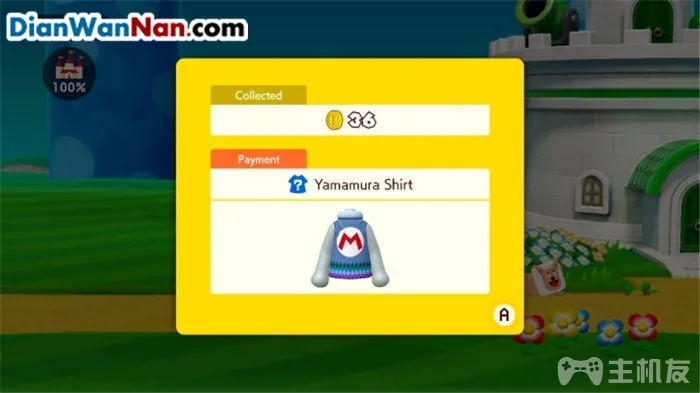 DianWanNan.com
100%
Collected
36
Payment
? Yamamura Shirt
M
A
主机友